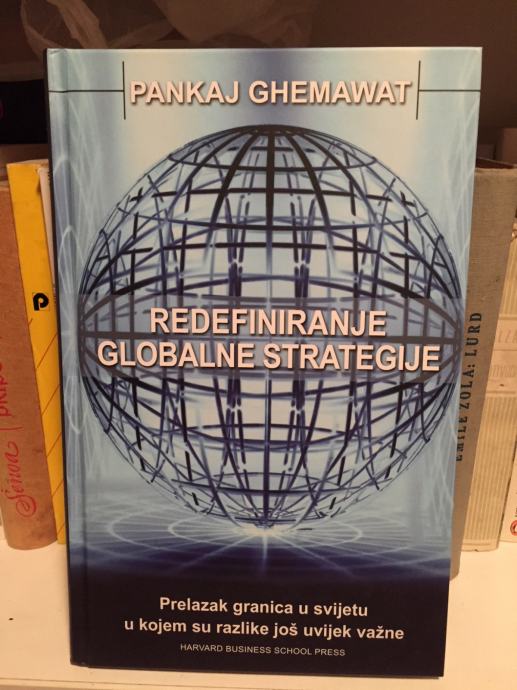 PANKAJ GHEMAWAT
REDEFINIRANJE
GLOBALNE STRATEGIJE
Prelazak granica u svijetu
u kojem su razlike još uvijek važne
HARVARD BUSINESS SCHOOL PRESS
EMILE ZOLA: LURD
Šenoa